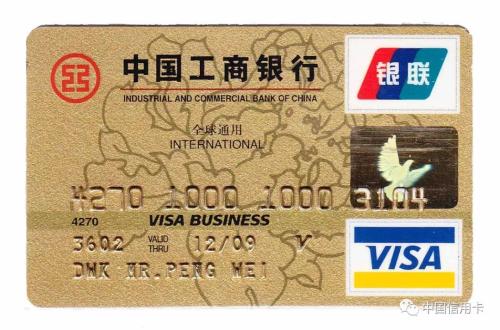 中国工商银行
INDUSTRIAL AND COMMERCIAL BANK OF CHINA
银联
全球通用
INTERNATIONAL
4270 1000 1000 3104
4270 VISA BUSINESS
3602 VALID THRU 12/09 V
DWK MR.PENG WEI
VISA
中国信用卡